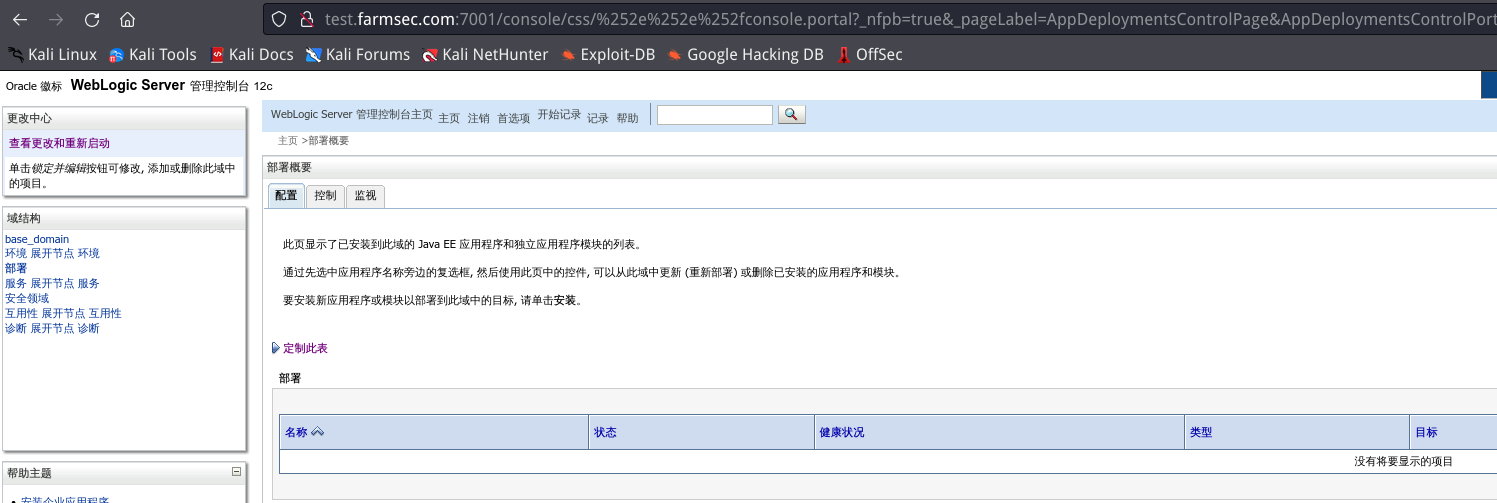 test.farmsec.com:7001/console/css/%252e%252e%252fconsole.portal?_nfpb=true&_pageLabel=AppDeploymentsControlPage&AppDeploymentsControlPort
Kali Linux Kali Tools Kali Docs Kali Forums Kali NetHunter Exploit-DB Google Hacking DB OffSec
Oracle 徽标 WebLogic Server 管理控制台 12c
更改中心
查看更改和重新启动
单击锁定并编辑按钮可修改, 添加或删除此域中
的项目。
域结构
base_domain
环境 展开节点 环境
部署
服务 展开节点 服务
安全领域
互用性 展开节点 互用性
诊断 展开节点 诊断
帮助主题
安装企业应用程序
WebLogic Server 管理控制台主页 主页 注销 首选项 开始记录 记录 帮助
主页 >部署概要
部署概要
配置 控制 监视
此页显示了已安装到此域的 Java EE 应用程序和独立应用程序模块的列表。
通过先选中应用程序名称旁边的复选框, 然后使用此页中的控件, 可以从此域中更新 (重新部署) 或删除已安装的应用程序和模块。
要安装新应用程序或模块以部署到此域中的目标, 请单击安装。
定制此表
部署
名称 状态 健康状况 类型 目标
没有将要显示的项目